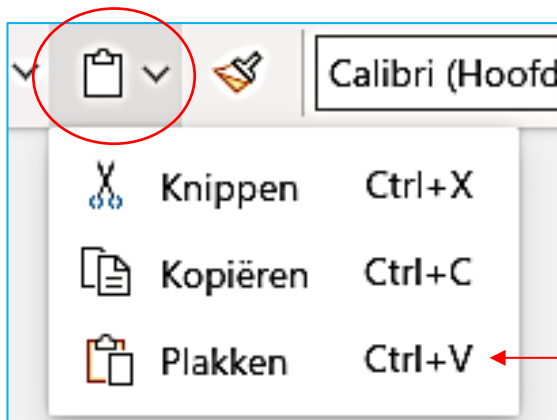 Calibri (Hoofd
Knippen Ctrl+X
Kopiëren Ctrl+C
Plakken Ctrl+V